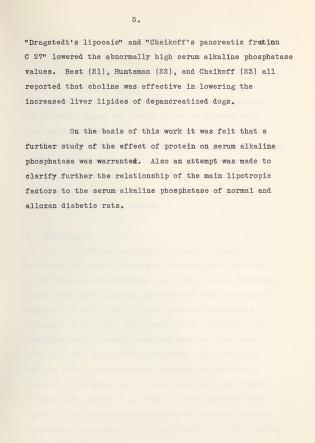 5.
"Dragstedt's lipocaic" and "Chaikoff's pancreatic fraction
C 27" lowered the abnormally high serum alkaline phosphatase
values. Best (21), Huntsman (22), and Chaikoff (23) all
reported that choline was effective in lowering the
increased liver lipides of depancreatized dogs.
On the basis of this work it was felt that a
further study of the effect of protein on serum alkaline
phosphatase was warranted. Also an attempt was made to
clarify further the relationship of the main lipotropic
factors to the serum alkaline phosphatase of normal and
alloxan diabetic rats.